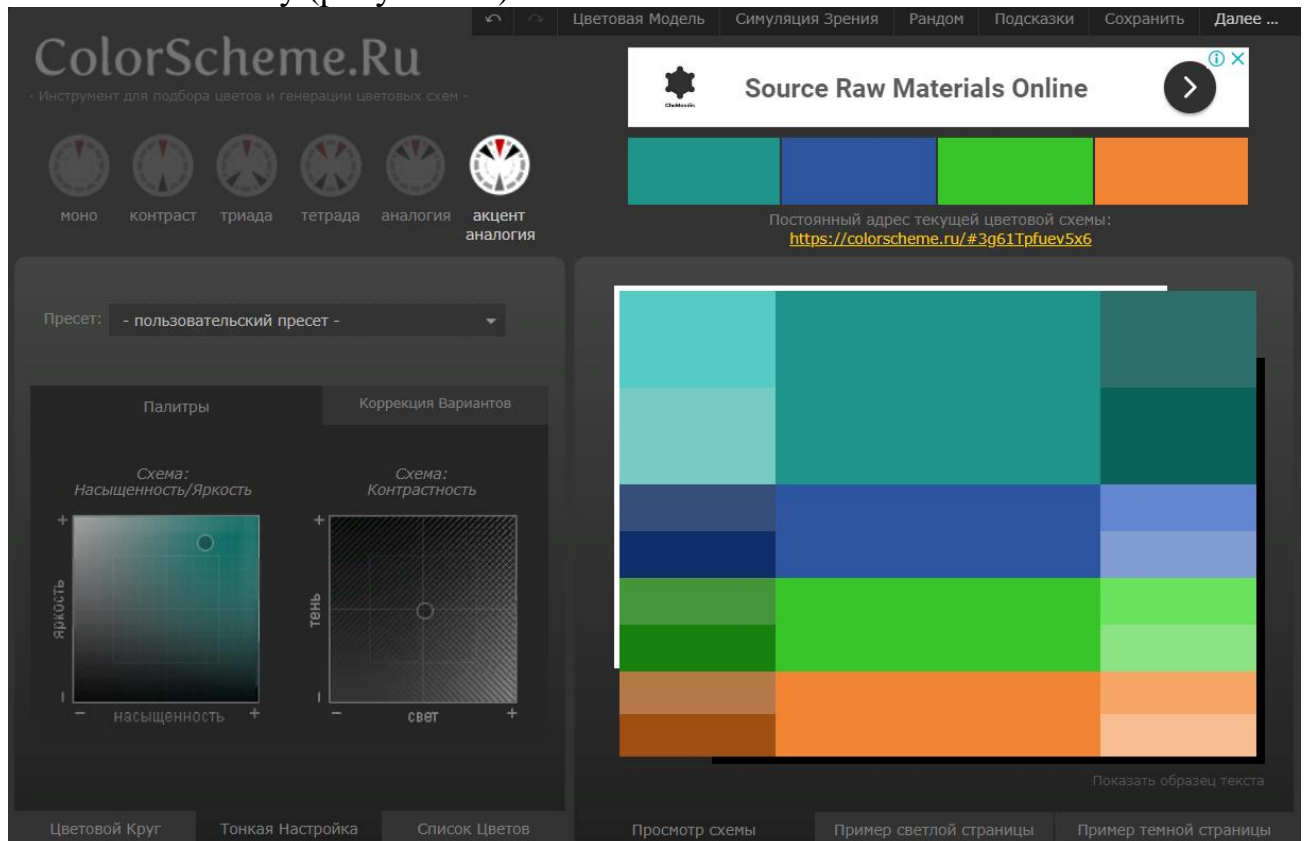 Цветовая Модель Симуляция Зрения Рандом Подсказки Сохранить Далее ...
ColorScheme.Ru
· Инструмент для подбора цветов и генерации цветовых схем ·
Source Raw Materials Online
моно контраст триада тетрада аналогия акцент аналогия
Постоянный адрес текущей цветовой схемы:
https://colorscheme.ru/#3g61Tpfuev5x6
Пресет: - пользовательский пресет -
Палитры Коррекция Вариантов
Схема:
Насыщенность/Яркость
Схема:
Контрастность
+ +
яркость тень
– –
– насыщенность + – свет +
Показать образец текста
Цветовой Круг Тонкая Настройка Список Цветов Просмотр схемы Пример светлой страницы Пример темной страницы